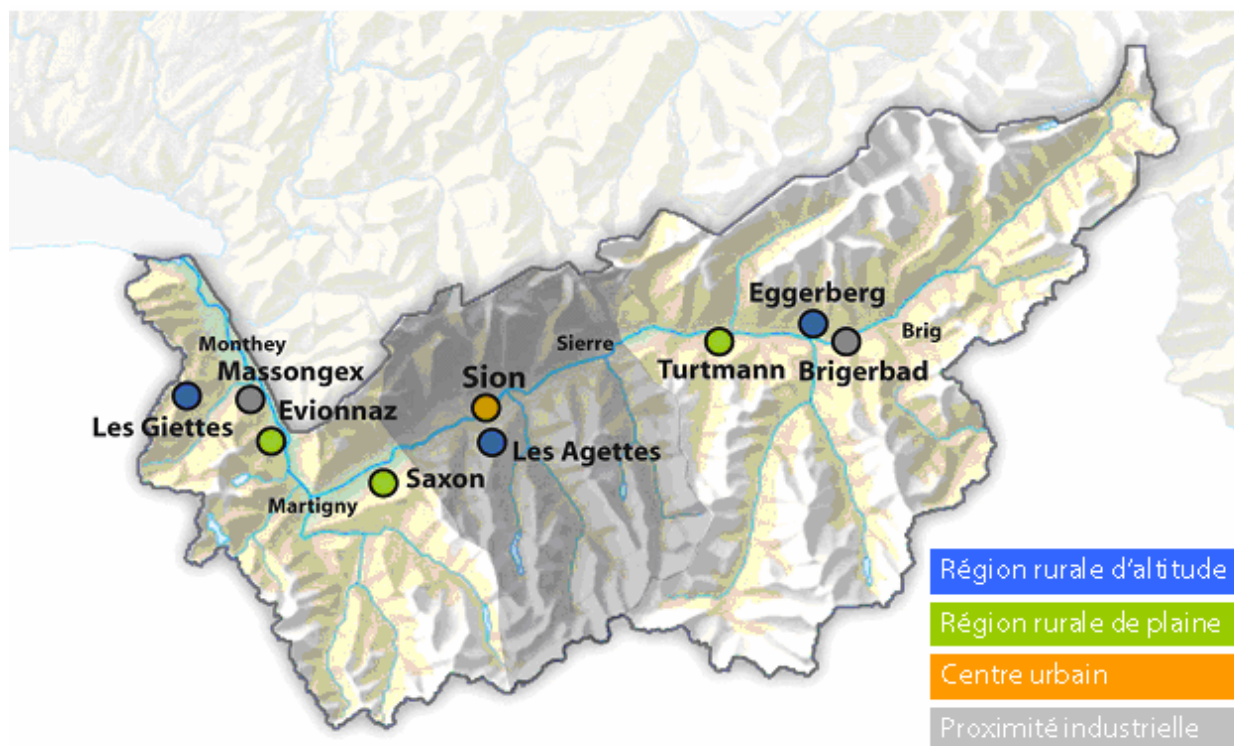 Eggerberg
Monthey
Sierre
Brig
Massongex
Sion
Turtmann
Brigerbad
Les Giettes
Evionnaz
Les Agettes
Saxon
Martigny
Région rurale d'altitude
Région rurale de plaine
Centre urbain
Proximité industrielle